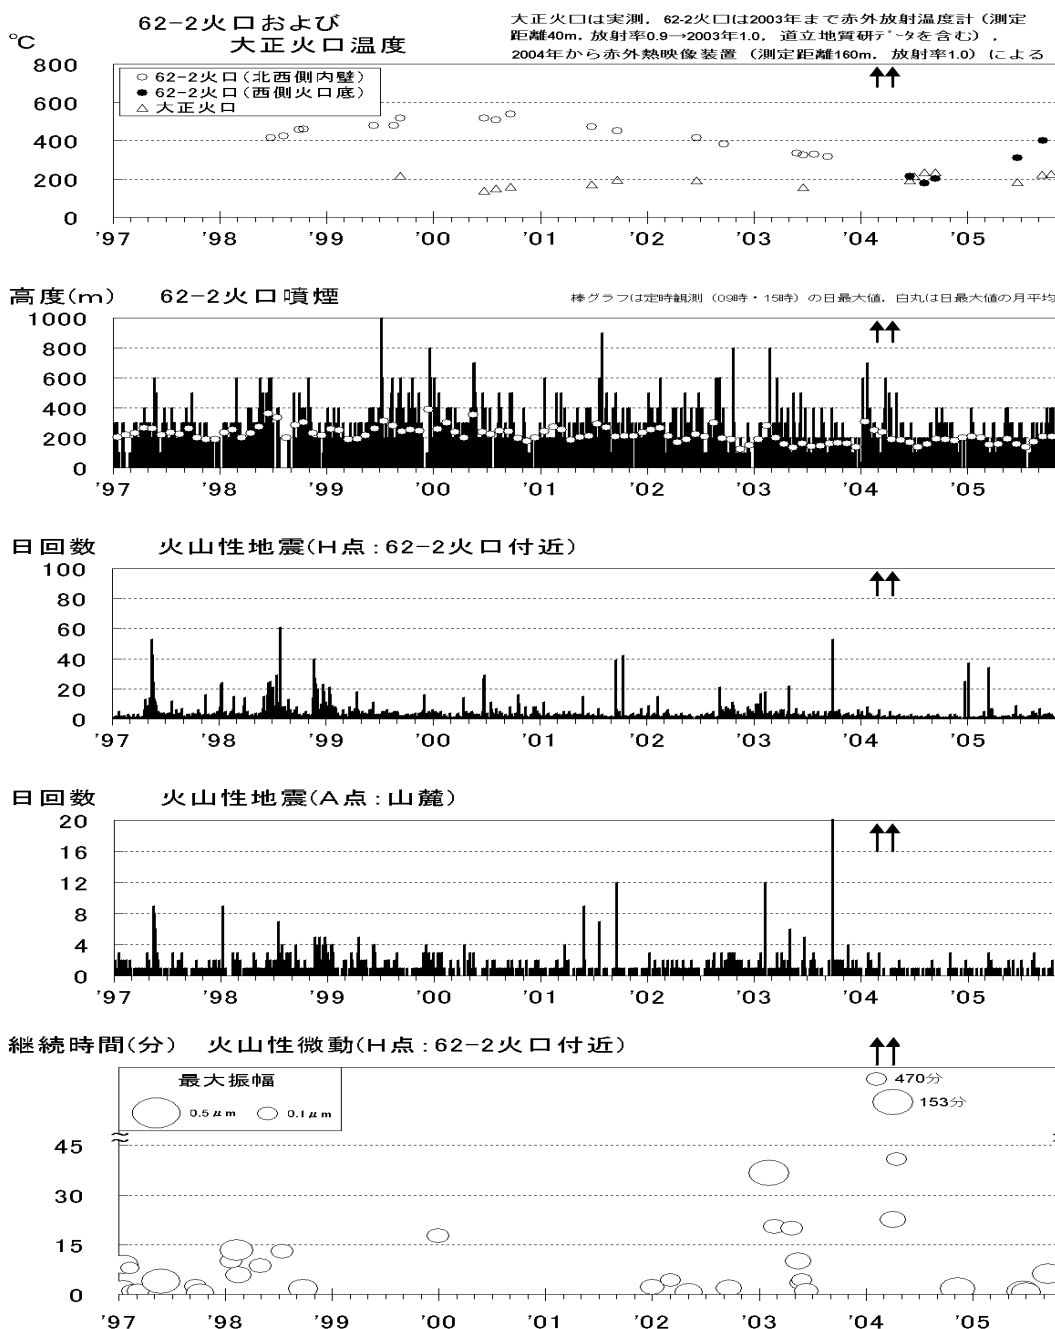 62-2火口および
大正火口温度
大正火口は実測, 62-2火口は2003年まで赤外放射温度計（測定
距離40m, 放射率0.9→2003年1.0, 道立地質研ﾃﾞｰﾀを含む）,
2004年から赤外熱映像装置（測定距離160m, 放射率1.0）による
℃
800
600
400
200
0
62-2火口(北西側内壁)
62-2火口(西側火口底)
大正火口
'97 '98 '99 '00 '01 '02 '03 '04 '05
高度(m) 62-2火口噴煙
棒グラフは定時観測（09時・15時）の日最大値, 白丸は日最大値の月平均
1000
800
600
400
200
0
'97 '98 '99 '00 '01 '02 '03 '04 '05
日回数 火山性地震(H点:62-2火口付近)
100
80
60
40
20
0
'97 '98 '99 '00 '01 '02 '03 '04 '05
日回数 火山性地震(A点:山麓)
20
16
12
8
4
0
'97 '98 '99 '00 '01 '02 '03 '04 '05
継続時間(分) 火山性微動(H点:62-2火口付近)
最大振幅
0.5μm 0.1μm
470分
153分
45
30
15
0
'97 '98 '99 '00 '01 '02 '03 '04 '05